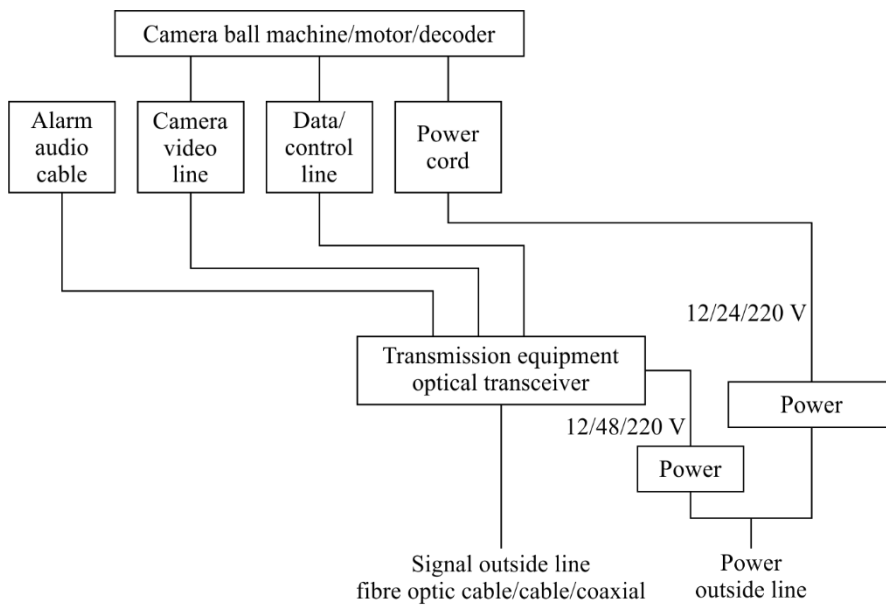 Camera ball machine/motor/decoder
Alarm
audio
cable
Camera
video
line
Data/
control
line
Power
cord
12/24/220 V
Transmission equipment
optical transceiver
Power
12/48/220 V
Power
Signal outside line
fibre optic cable/cable/coaxial
Power
outside line